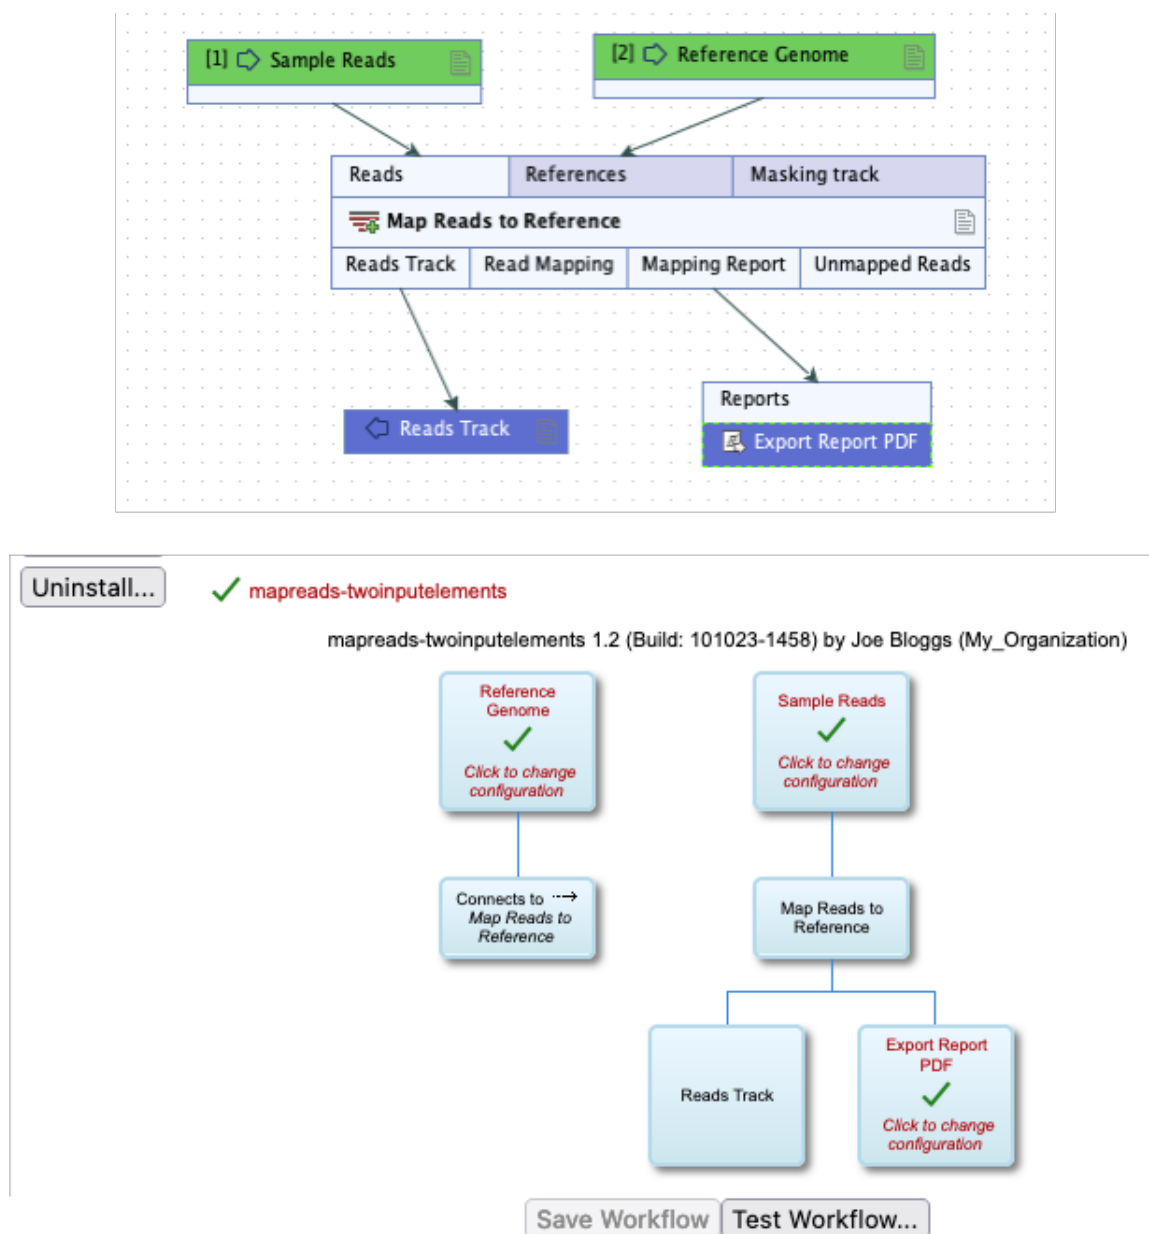 [1] Sample Reads
[2] Reference Genome
Reads
References
Masking track
Map Reads to Reference
Reads Track
Read Mapping
Mapping Report
Unmapped Reads
Reads Track
Reports
Export Report PDF
Uninstall...
mapreads-twoinputelements
mapreads-twoinputelements 1.2 (Build: 101023-1458) by Joe Bloggs (My_Organization)
Reference
Genome
Click to change
configuration
Sample Reads
Click to change
configuration
Connects to
Map Reads to
Reference
Map Reads to
Reference
Reads Track
Export Report
PDF
Click to change
configuration
Save Workflow
Test Workflow...